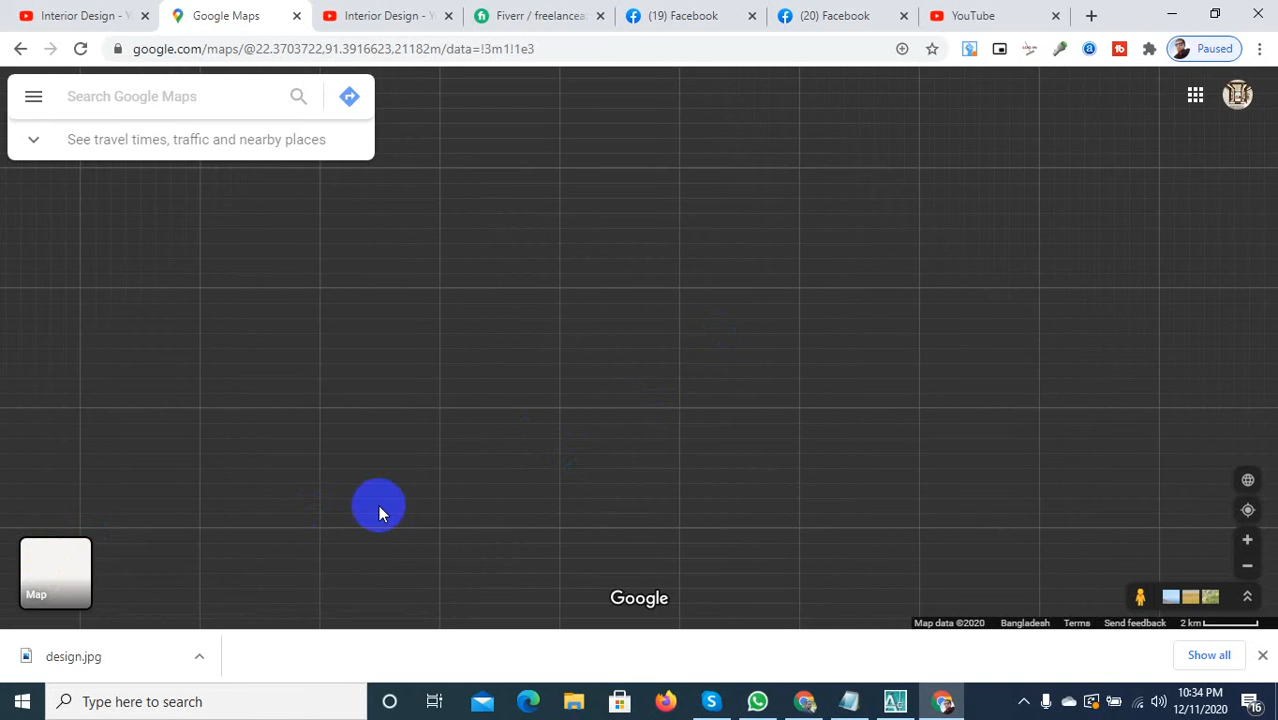 Interior Design - Y
Google Maps
Interior Design - Y
Fiverr / freelancea
(19) Facebook
(20) Facebook
YouTube
google.com/maps/@22.3703722,91.3916623,21182m/data=!3m1!1e3
Paused
Search Google Maps
See travel times, traffic and nearby places
Map
Google
Map data ©2020
Bangladesh
Terms
Send feedback
2 km
design.jpg
Show all
Type here to search
10:34 PM
12/11/2020
16